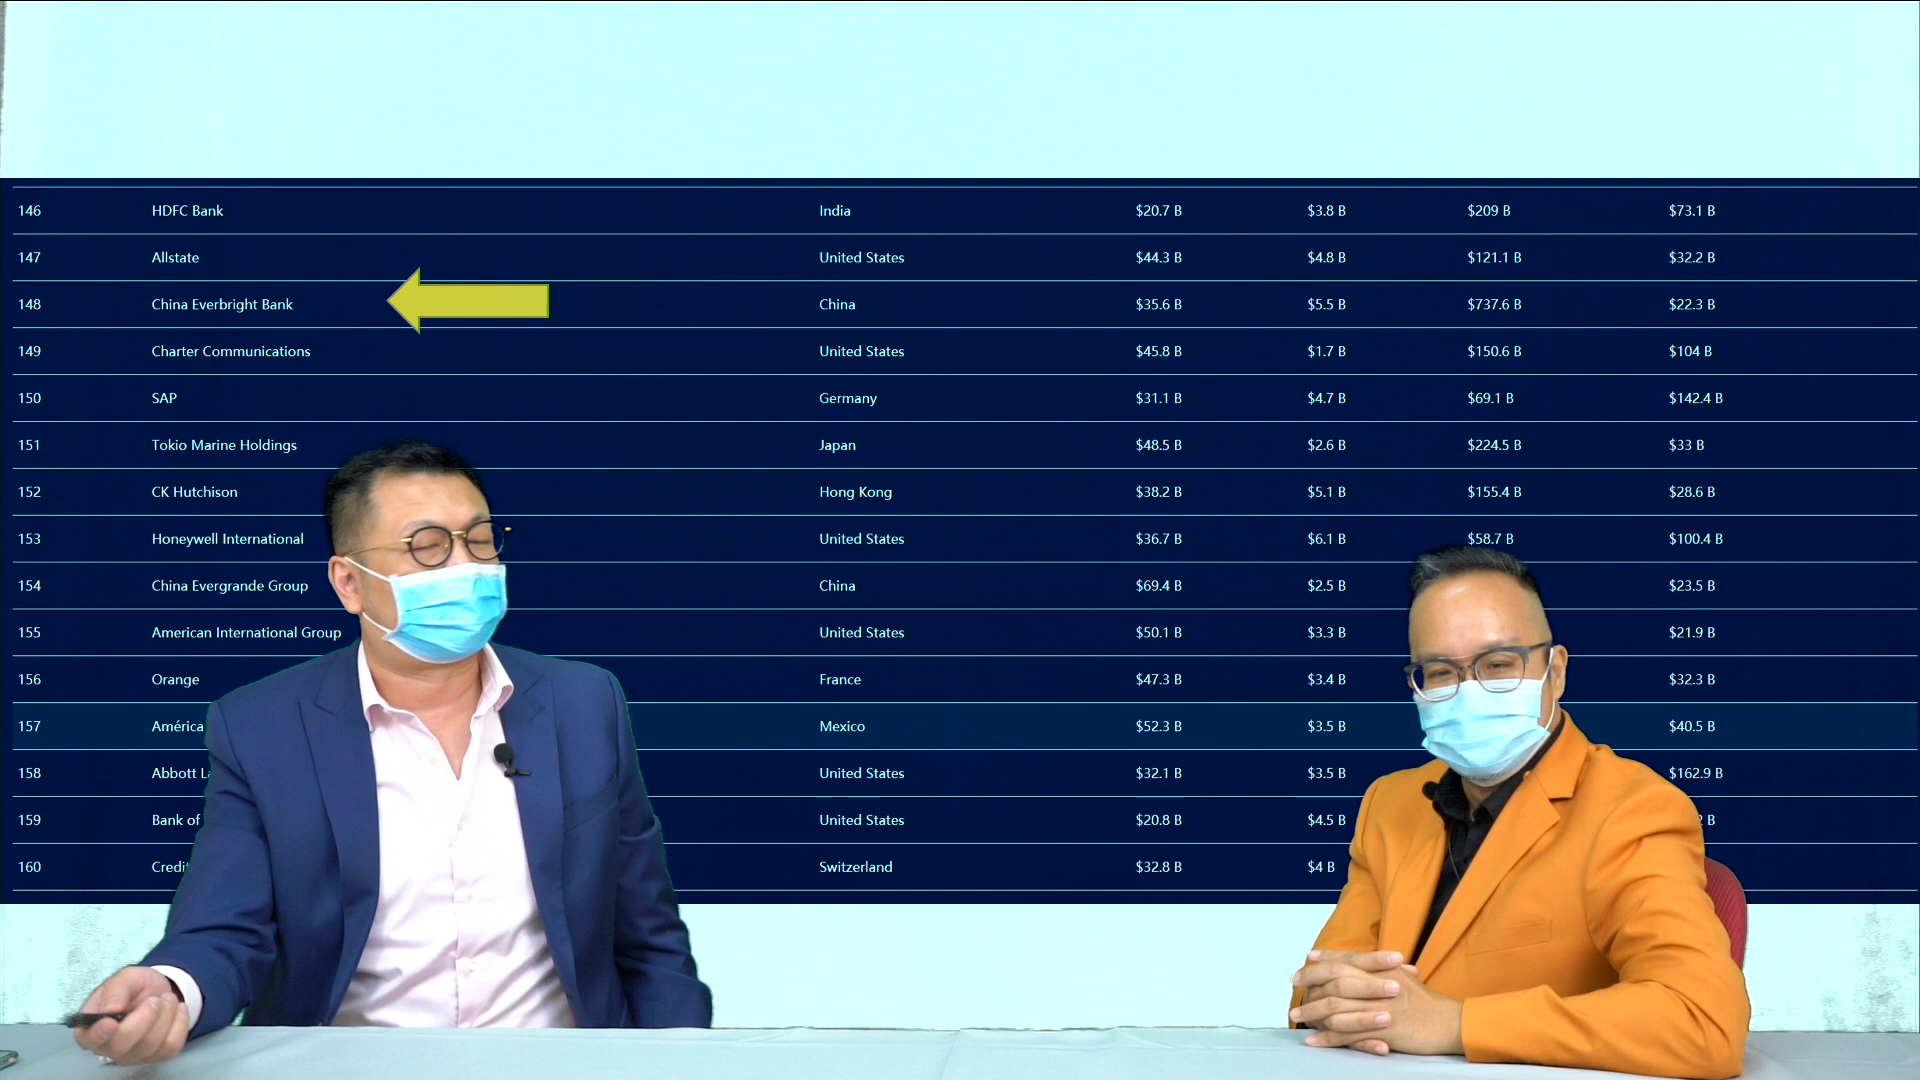 146 HDFC Bank India $20.7 B $3.8 B $209 B $73.1 B
147 Allstate United States $44.3 B $4.8 B $121.1 B $32.2 B
148 China Everbright Bank China $35.6 B $5.5 B $737.6 B $22.3 B
149 Charter Communications United States $45.8 B $1.7 B $150.6 B $104 B
150 SAP Germany $31.1 B $4.7 B $69.1 B $142.4 B
151 Tokio Marine Holdings Japan $48.5 B $2.6 B $224.5 B $33 B
152 CK Hutchison Hong Kong $38.2 B $5.1 B $155.4 B $28.6 B
153 Honeywell International United States $36.7 B $6.1 B $58.7 B $100.4 B
154 China Evergrande Group China $69.4 B $2.5 B $23.5 B
155 American International Group United States $50.1 B $3.3 B $21.9 B
156 Orange France $47.3 B $3.4 B $32.3 B
157 América Mexico $52.3 B $3.5 B $40.5 B
158 Abbott United States $32.1 B $3.5 B $162.9 B
159 Bank of United States $20.8 B $4.5 B B
160 Switzerland $32.8 B $4 B